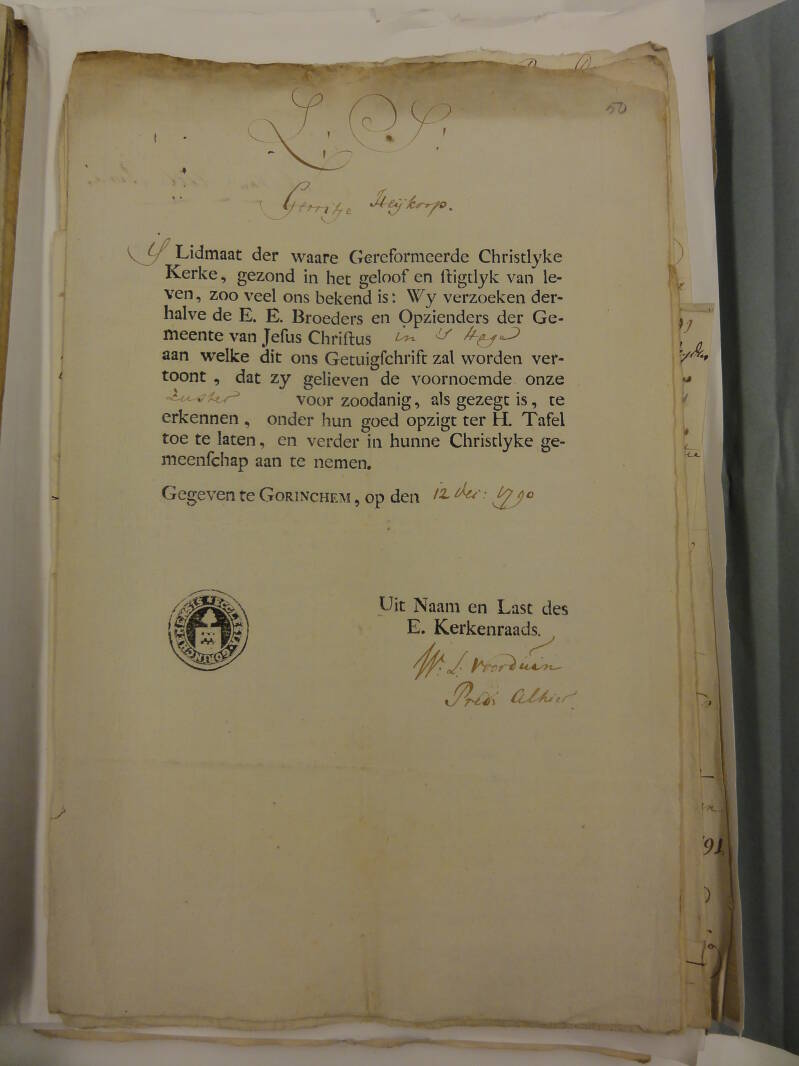 50
L. S.
Gerritje Heijkoop.
is Lidmaat der waare Gereformeerde Christlyke
Kerke, gezond in het geloof en ſtigtlyk van le-
ven, zoo veel ons bekend is: Wy verzoeken der-
halve de E. E. Broeders en Opzienders der Ge-
meente van Jeſus Chriſtus in 's Hage
aan welke dit ons Getuigſchrift zal worden ver-
toont, dat zy gelieven de voornoemde onze
Zuster voor zoodanig, als gezegt is, te
erkennen, onder hun goed opzigt ter H. Tafel
toe te laten, en verder in hunne Christlyke ge-
meenſchap aan te nemen.
Gegeven te GORINCHEM, op den 12 Dec: 1790
Uit Naam en Last des
E. Kerkenraads.
W. L. Voorduin
Predt Alhier.
ECCLESIA GORINCHEMENSIS